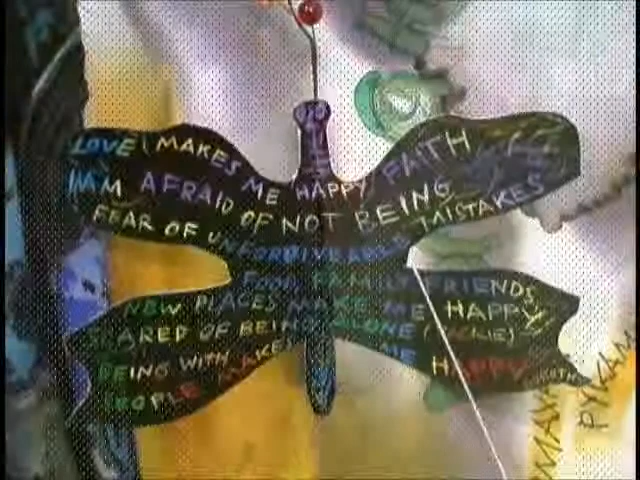 LOVE MAKES ME HAPPY FAITH
I AM AFRAID OF NOT BEING
FEAR OF UNFORGIVENESS MISTAKES
FOOD FAMILY FRIENDS
NEW PLACES MAKE ME HAPPY
SCARED OF BEING ALONE
BEING WITH MAKES ME HAPPY
PEOPLE